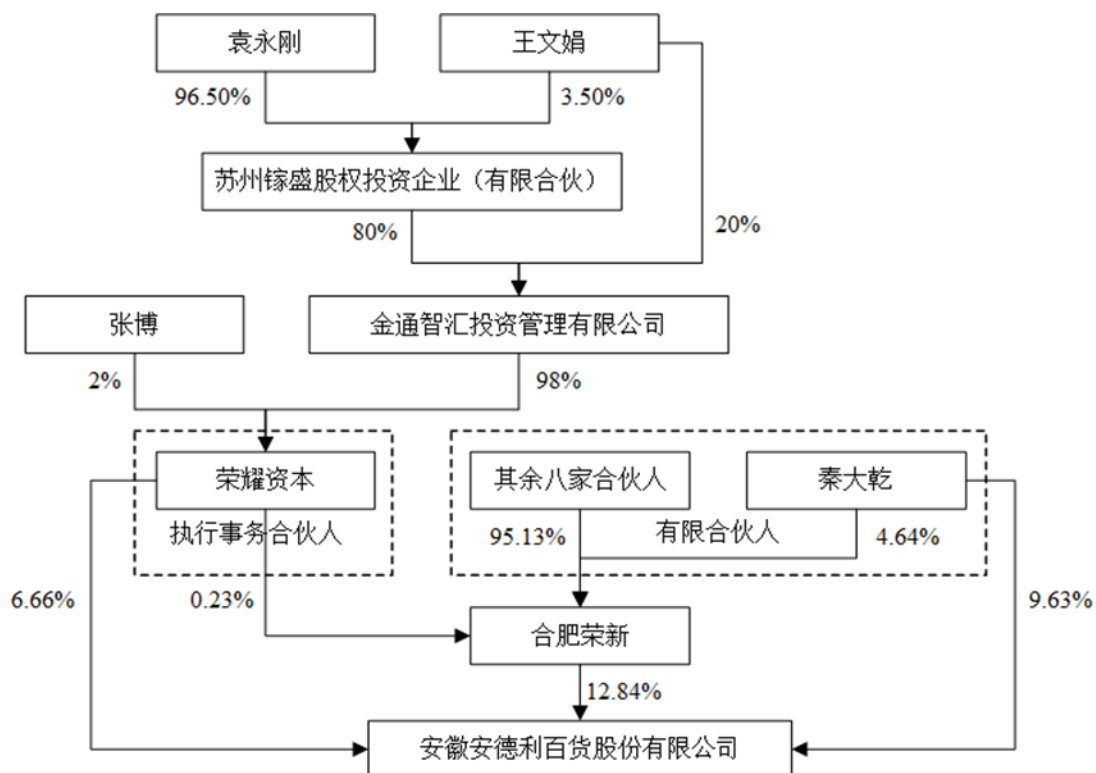 袁永刚
王文娟
96.50%
3.50%
苏州镓盛股权投资企业（有限合伙）
80%
20%
张博
金通智汇投资管理有限公司
2%
98%
荣耀资本
其余八家合伙人
秦大乾
执行事务合伙人
95.13%
有限合伙人
4.64%
6.66%
0.23%
9.63%
合肥荣新
12.84%
安徽安德利百货股份有限公司